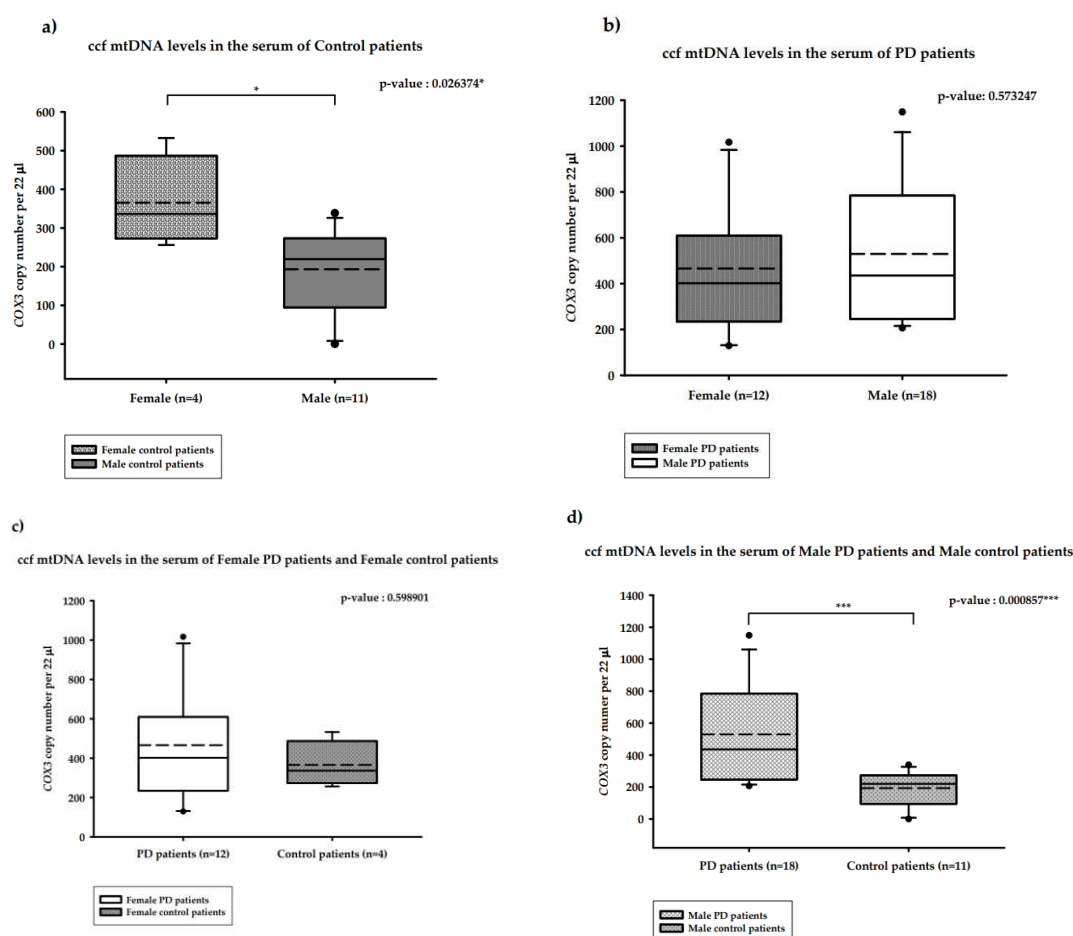 a)
ccf mtDNA levels in the serum of Control patients
p-value : 0.026374*
*
600
500
400
300
200
100
0
COX3 copy number per 22 µl
Female (n=4)
Male (n=11)
Female control patients
Male control patients
b)
ccf mtDNA levels in the serum of PD patients
p-value: 0.573247
1200
1000
800
600
400
200
0
COX3 copy number per 22 µl
Female (n=12)
Male (n=18)
Female PD patients
Male PD patients
c)
ccf mtDNA levels in the serum of Female PD patients and Female control patients
p-value : 0.598901
1200
1000
800
600
400
200
0
COX3 copy number per 22 µl
PD patients (n=12)
Control patients (n=4)
Female PD patients
Female control patients
d)
ccf mtDNA levels in the serum of Male PD patients and Male control patients
p-value : 0.000857***
***
1400
1200
1000
800
600
400
200
0
COX3 copy numer per 22 µl
PD patients (n=18)
Control patients (n=11)
Male PD patients
Male control patients